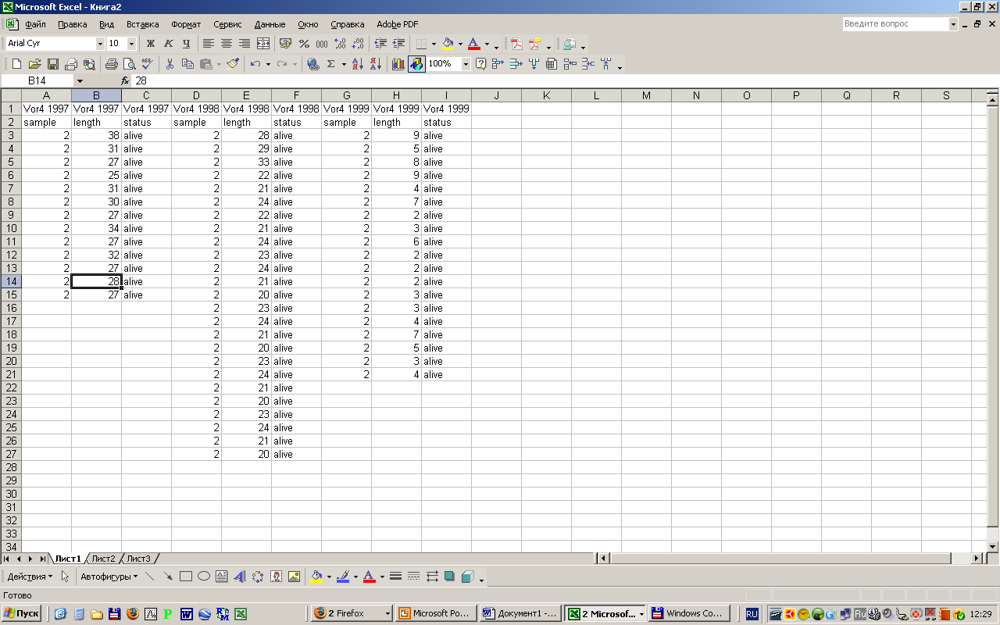 Microsoft Excel - Книга2
Файл Правка Вид Вставка Формат Сервис Данные Окно Справка Adobe PDF Введите вопрос
Arial Cyr 10 Ж К Ч % 000
Σ 100%
B14 fx 28
A B C D E F G H I J K L M N O P Q R S
1 Vor4 1997 Vor4 1997 Vor4 1997 Vor4 1998 Vor4 1998 Vor4 1998 Vor4 1999 Vor4 1999 Vor4 1999
2 sample length status sample length status sample length status
3 2 38 alive 2 28 alive 2 9 alive
4 2 31 alive 2 29 alive 2 5 alive
5 2 27 alive 2 33 alive 2 8 alive
6 2 25 alive 2 22 alive 2 9 alive
7 2 31 alive 2 21 alive 2 4 alive
8 2 30 alive 2 24 alive 2 7 alive
9 2 27 alive 2 22 alive 2 2 alive
10 2 34 alive 2 21 alive 2 3 alive
11 2 27 alive 2 24 alive 2 6 alive
12 2 32 alive 2 23 alive 2 2 alive
13 2 27 alive 2 24 alive 2 2 alive
14 2 28 alive 2 21 alive 2 2 alive
15 2 27 alive 2 20 alive 2 3 alive
16 2 23 alive 2 3 alive
17 2 24 alive 2 4 alive
18 2 21 alive 2 7 alive
19 2 20 alive 2 5 alive
20 2 23 alive 2 3 alive
21 2 24 alive 2 4 alive
22 2 21 alive
23 2 20 alive
24 2 23 alive
25 2 24 alive
26 2 21 alive
27 2 20 alive
28
29
30
31
32
33
34
Лист1 Лист2 Лист3
Действия Автофигуры
Готово
Пуск 2 Firefox Microsoft Po... Документ1 -... 2 Microsof... Windows Co... RU Ru 12:29